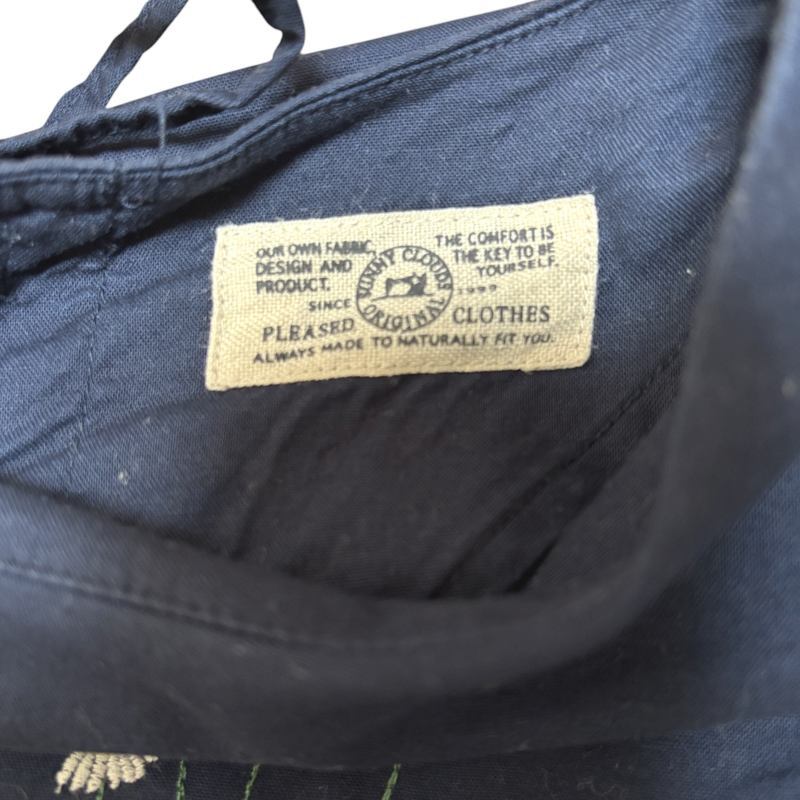 OUR OWN FABRIC,
DESIGN AND
PRODUCT.
SINCE
THE COMFORT IS
THE KEY TO BE
YOURSELF.
1999
CLOUDS
ORIGINAL
PLEASED CLOTHES
ALWAYS MADE TO NATURALLY FIT YOU.